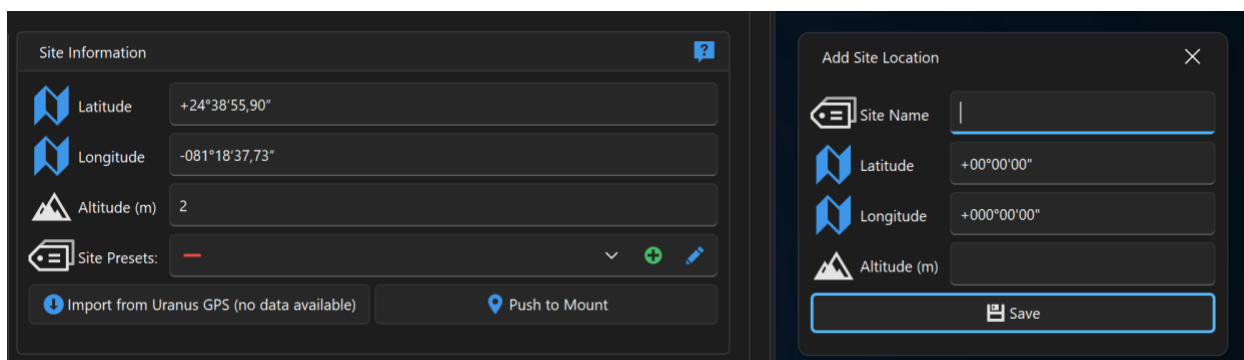 Site Information
Latitude +24°38′55,90″
Longitude -081°18′37,73″
Altitude (m) 2
Site Presets:
Import from Uranus GPS (no data available) Push to Mount
Add Site Location
Site Name
Latitude +00°00'00"
Longitude +000°00'00"
Altitude (m)
Save